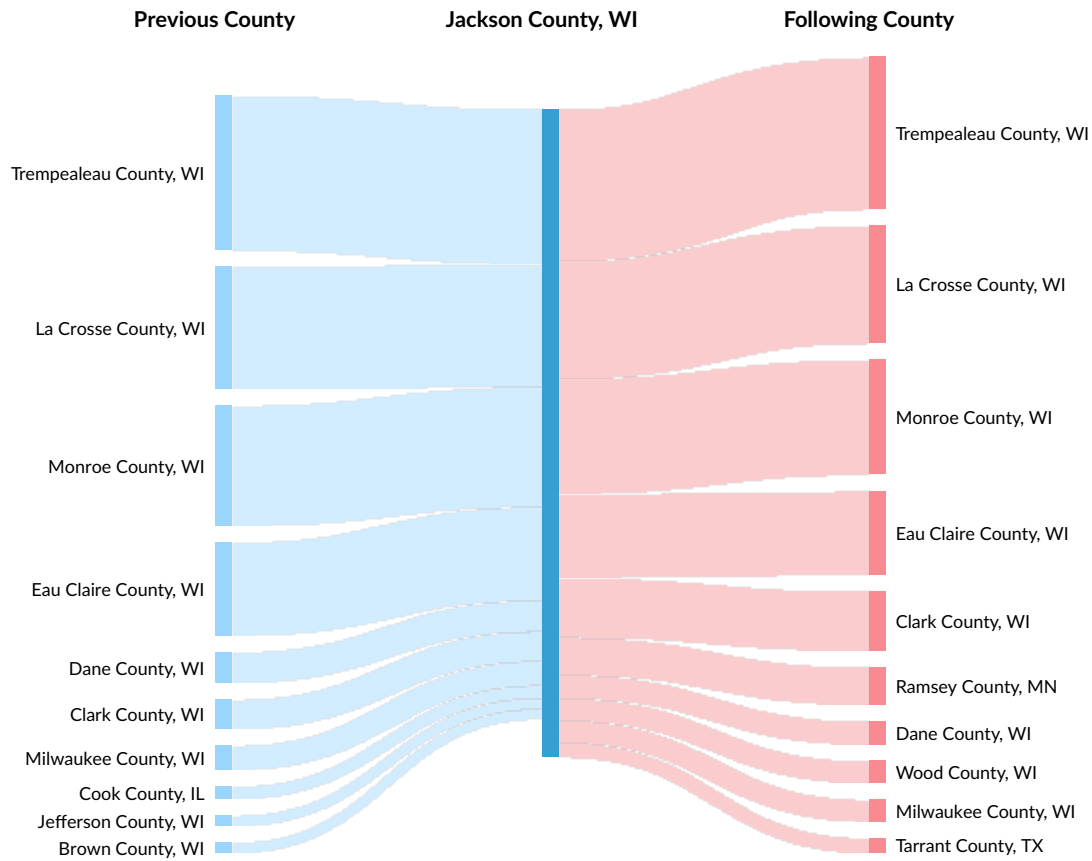 Previous County
Jackson County, WI
Following County
Trempealeau County, WI
La Crosse County, WI
Monroe County, WI
Eau Claire County, WI
Dane County, WI
Clark County, WI
Milwaukee County, WI
Cook County, IL
Jefferson County, WI
Brown County, WI
Trempealeau County, WI
La Crosse County, WI
Monroe County, WI
Eau Claire County, WI
Clark County, WI
Ramsey County, MN
Dane County, WI
Wood County, WI
Milwaukee County, WI
Tarrant County, TX